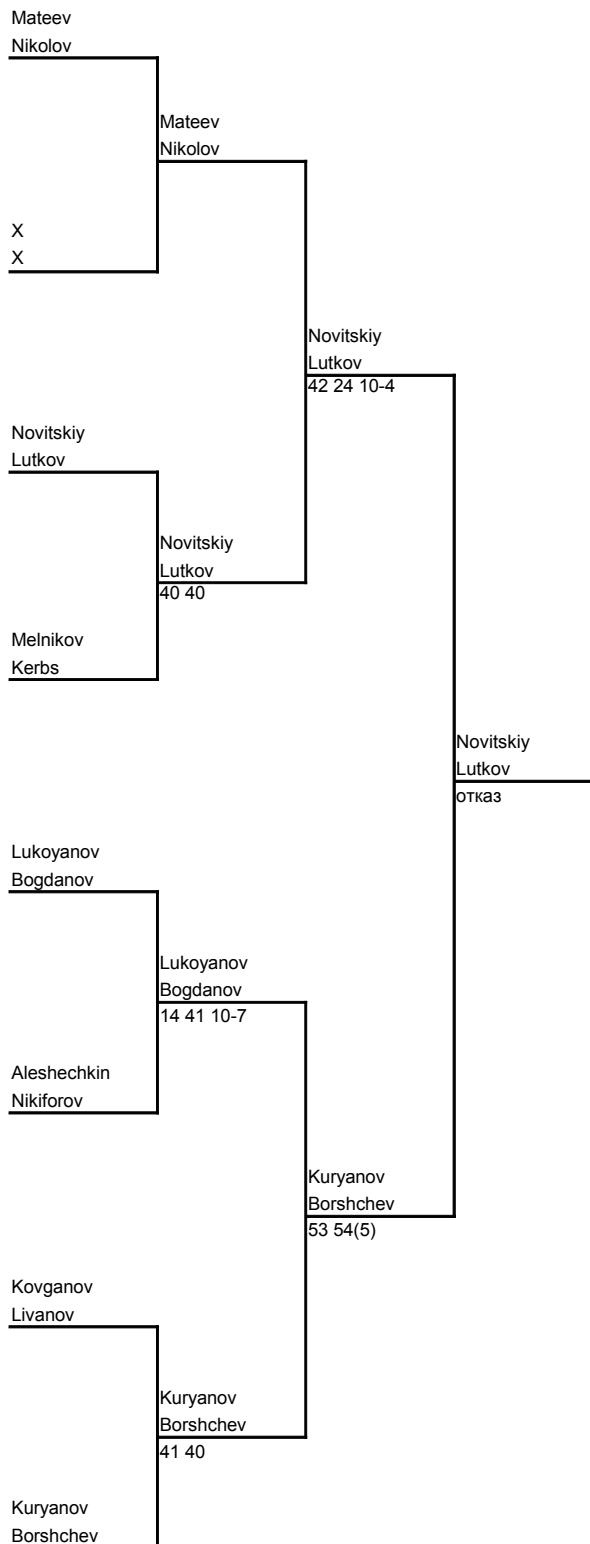 Mateev
Nikolov
Mateev
Nikolov
X
X
Novitskiy
Lutkov
42 24 10-4
Novitskiy
Lutkov
Novitskiy
Lutkov
40 40
Melnikov
Kerbs
Novitskiy
Lutkov
отказ
Lukoyanov
Bogdanov
Lukoyanov
Bogdanov
14 41 10-7
Aleshechkin
Nikiforov
Kuryanov
Borshchev
53 54(5)
Kovganov
Livanov
Kuryanov
Borshchev
41 40
Kuryanov
Borshchev